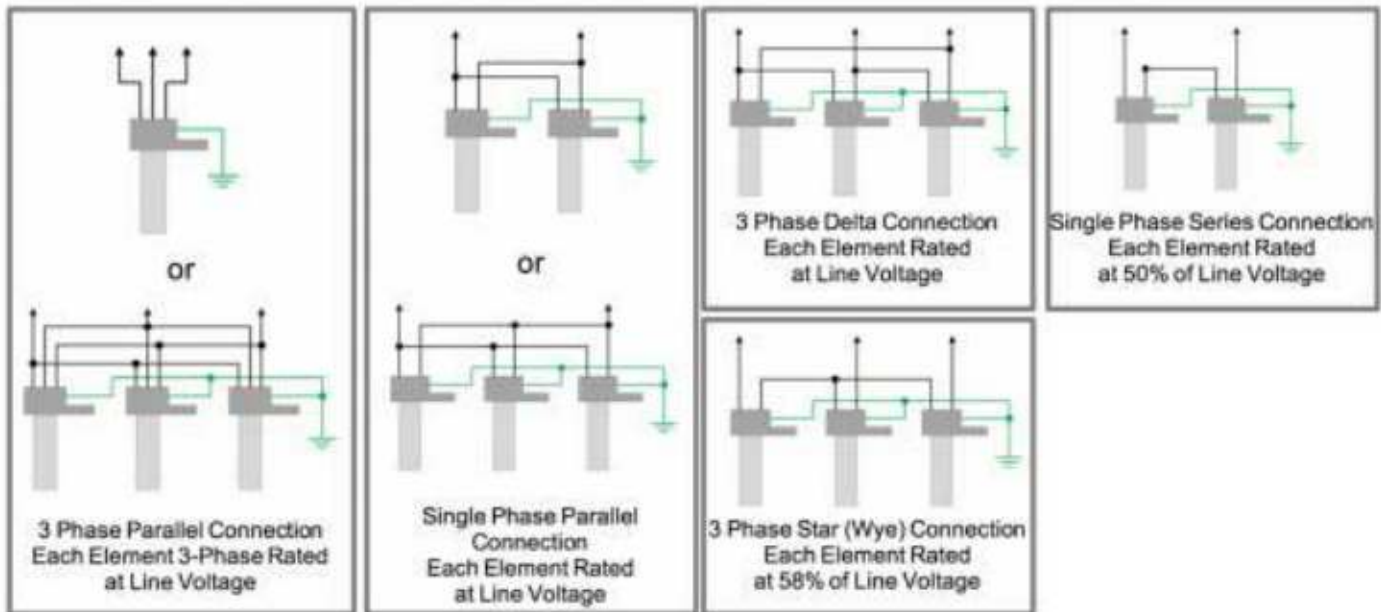 or
3 Phase Parallel Connection
Each Element 3-Phase Rated
at Line Voltage
or
Single Phase Parallel
Connection
Each Element Rated
at Line Voltage
3 Phase Delta Connection
Each Element Rated
at Line Voltage
3 Phase Star (Wye) Connection
Each Element Rated
at 58% of Line Voltage
Single Phase Series Connection
Each Element Rated
at 50% of Line Voltage